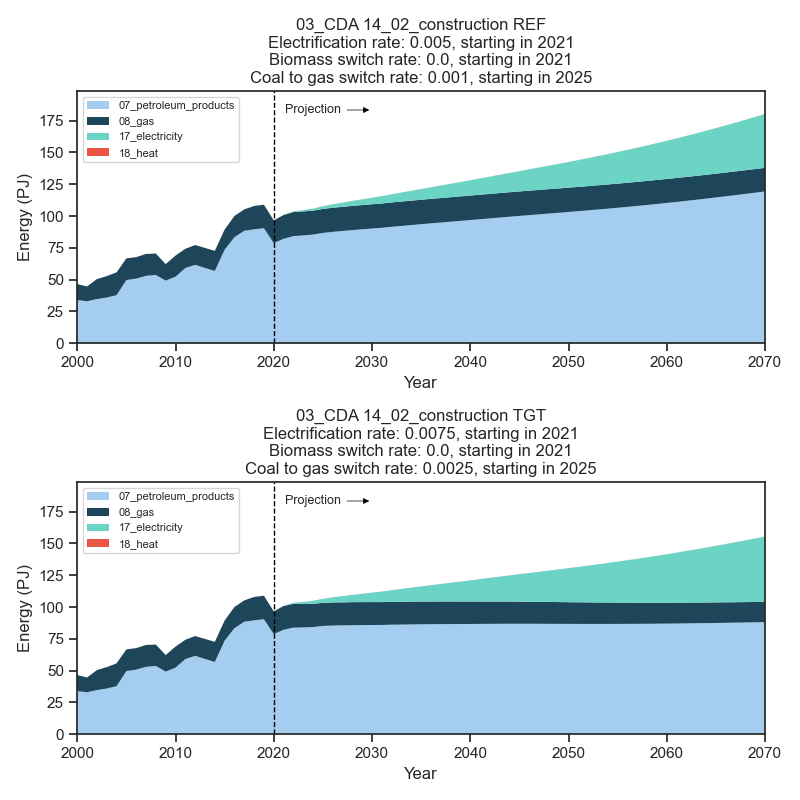 03_CDA 14_02_construction REF
Electrification rate: 0.005, starting in 2021
Biomass switch rate: 0.0, starting in 2021
Coal to gas switch rate: 0.001, starting in 2025
07_petroleum_products
08_gas
17_electricity
18_heat
Projection
Energy (PJ)
175
150
125
100
75
50
25
0
2000 2010 2020 2030 2040 2050 2060 2070
Year
03_CDA 14_02_construction TGT
Electrification rate: 0.0075, starting in 2021
Biomass switch rate: 0.0, starting in 2021
Coal to gas switch rate: 0.0025, starting in 2025
07_petroleum_products
08_gas
17_electricity
18_heat
Projection
Energy (PJ)
175
150
125
100
75
50
25
0
2000 2010 2020 2030 2040 2050 2060 2070
Year